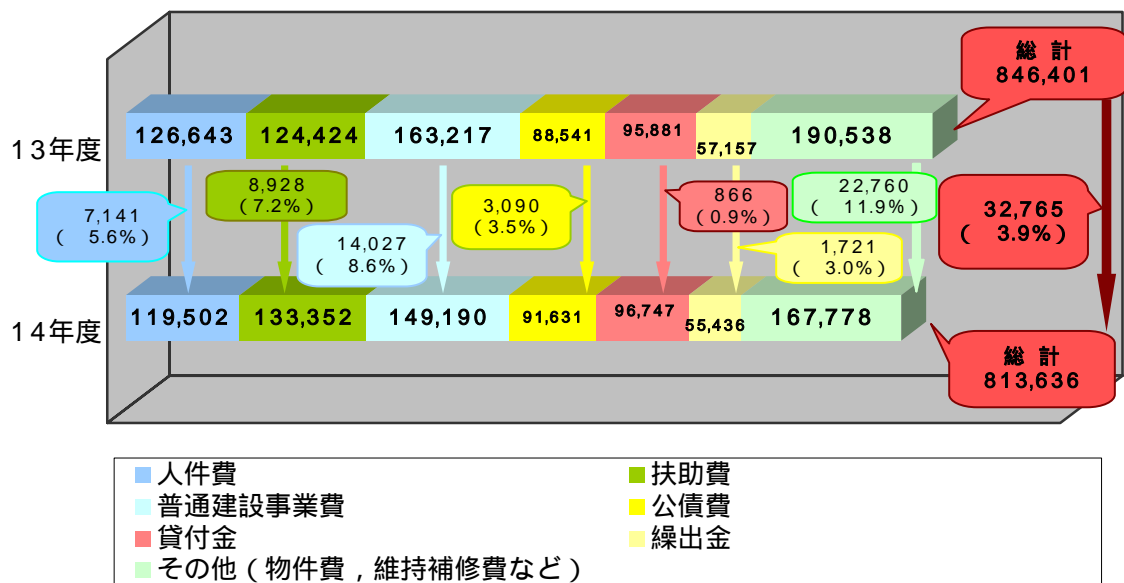 総 計
846,401
13年度
126,643
124,424
163,217
88,541
95,881
57,157
190,538
7,141
( 5.6%)
8,928
(7.2%)
14,027
( 8.6%)
3,090
(3.5%)
866
(0.9%)
1,721
( 3.0%)
22,760
( 11.9%)
32,765
( 3.9%)
14年度
119,502
133,352
149,190
91,631
96,747
55,436
167,778
総 計
813,636
人件費
扶助費
普通建設事業費
公債費
貸付金
繰出金
その他(物件費,維持補修費など)